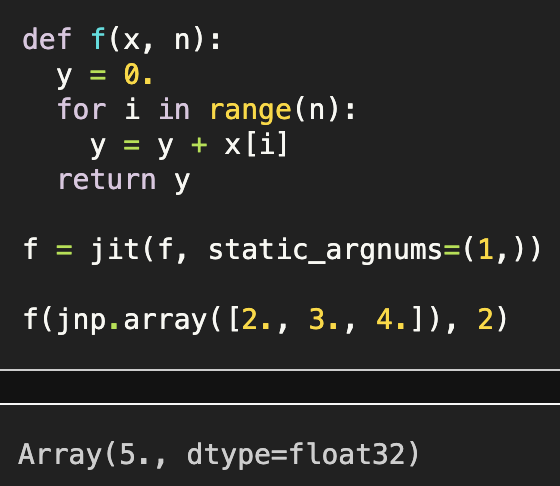 def f(x, n):
  y = 0.
  for i in range(n):
    y = y + x[i]
  return y

f = jit(f, static_argnums=(1,))

f(jnp.array([2., 3., 4.]), 2)

Array(5., dtype=float32)